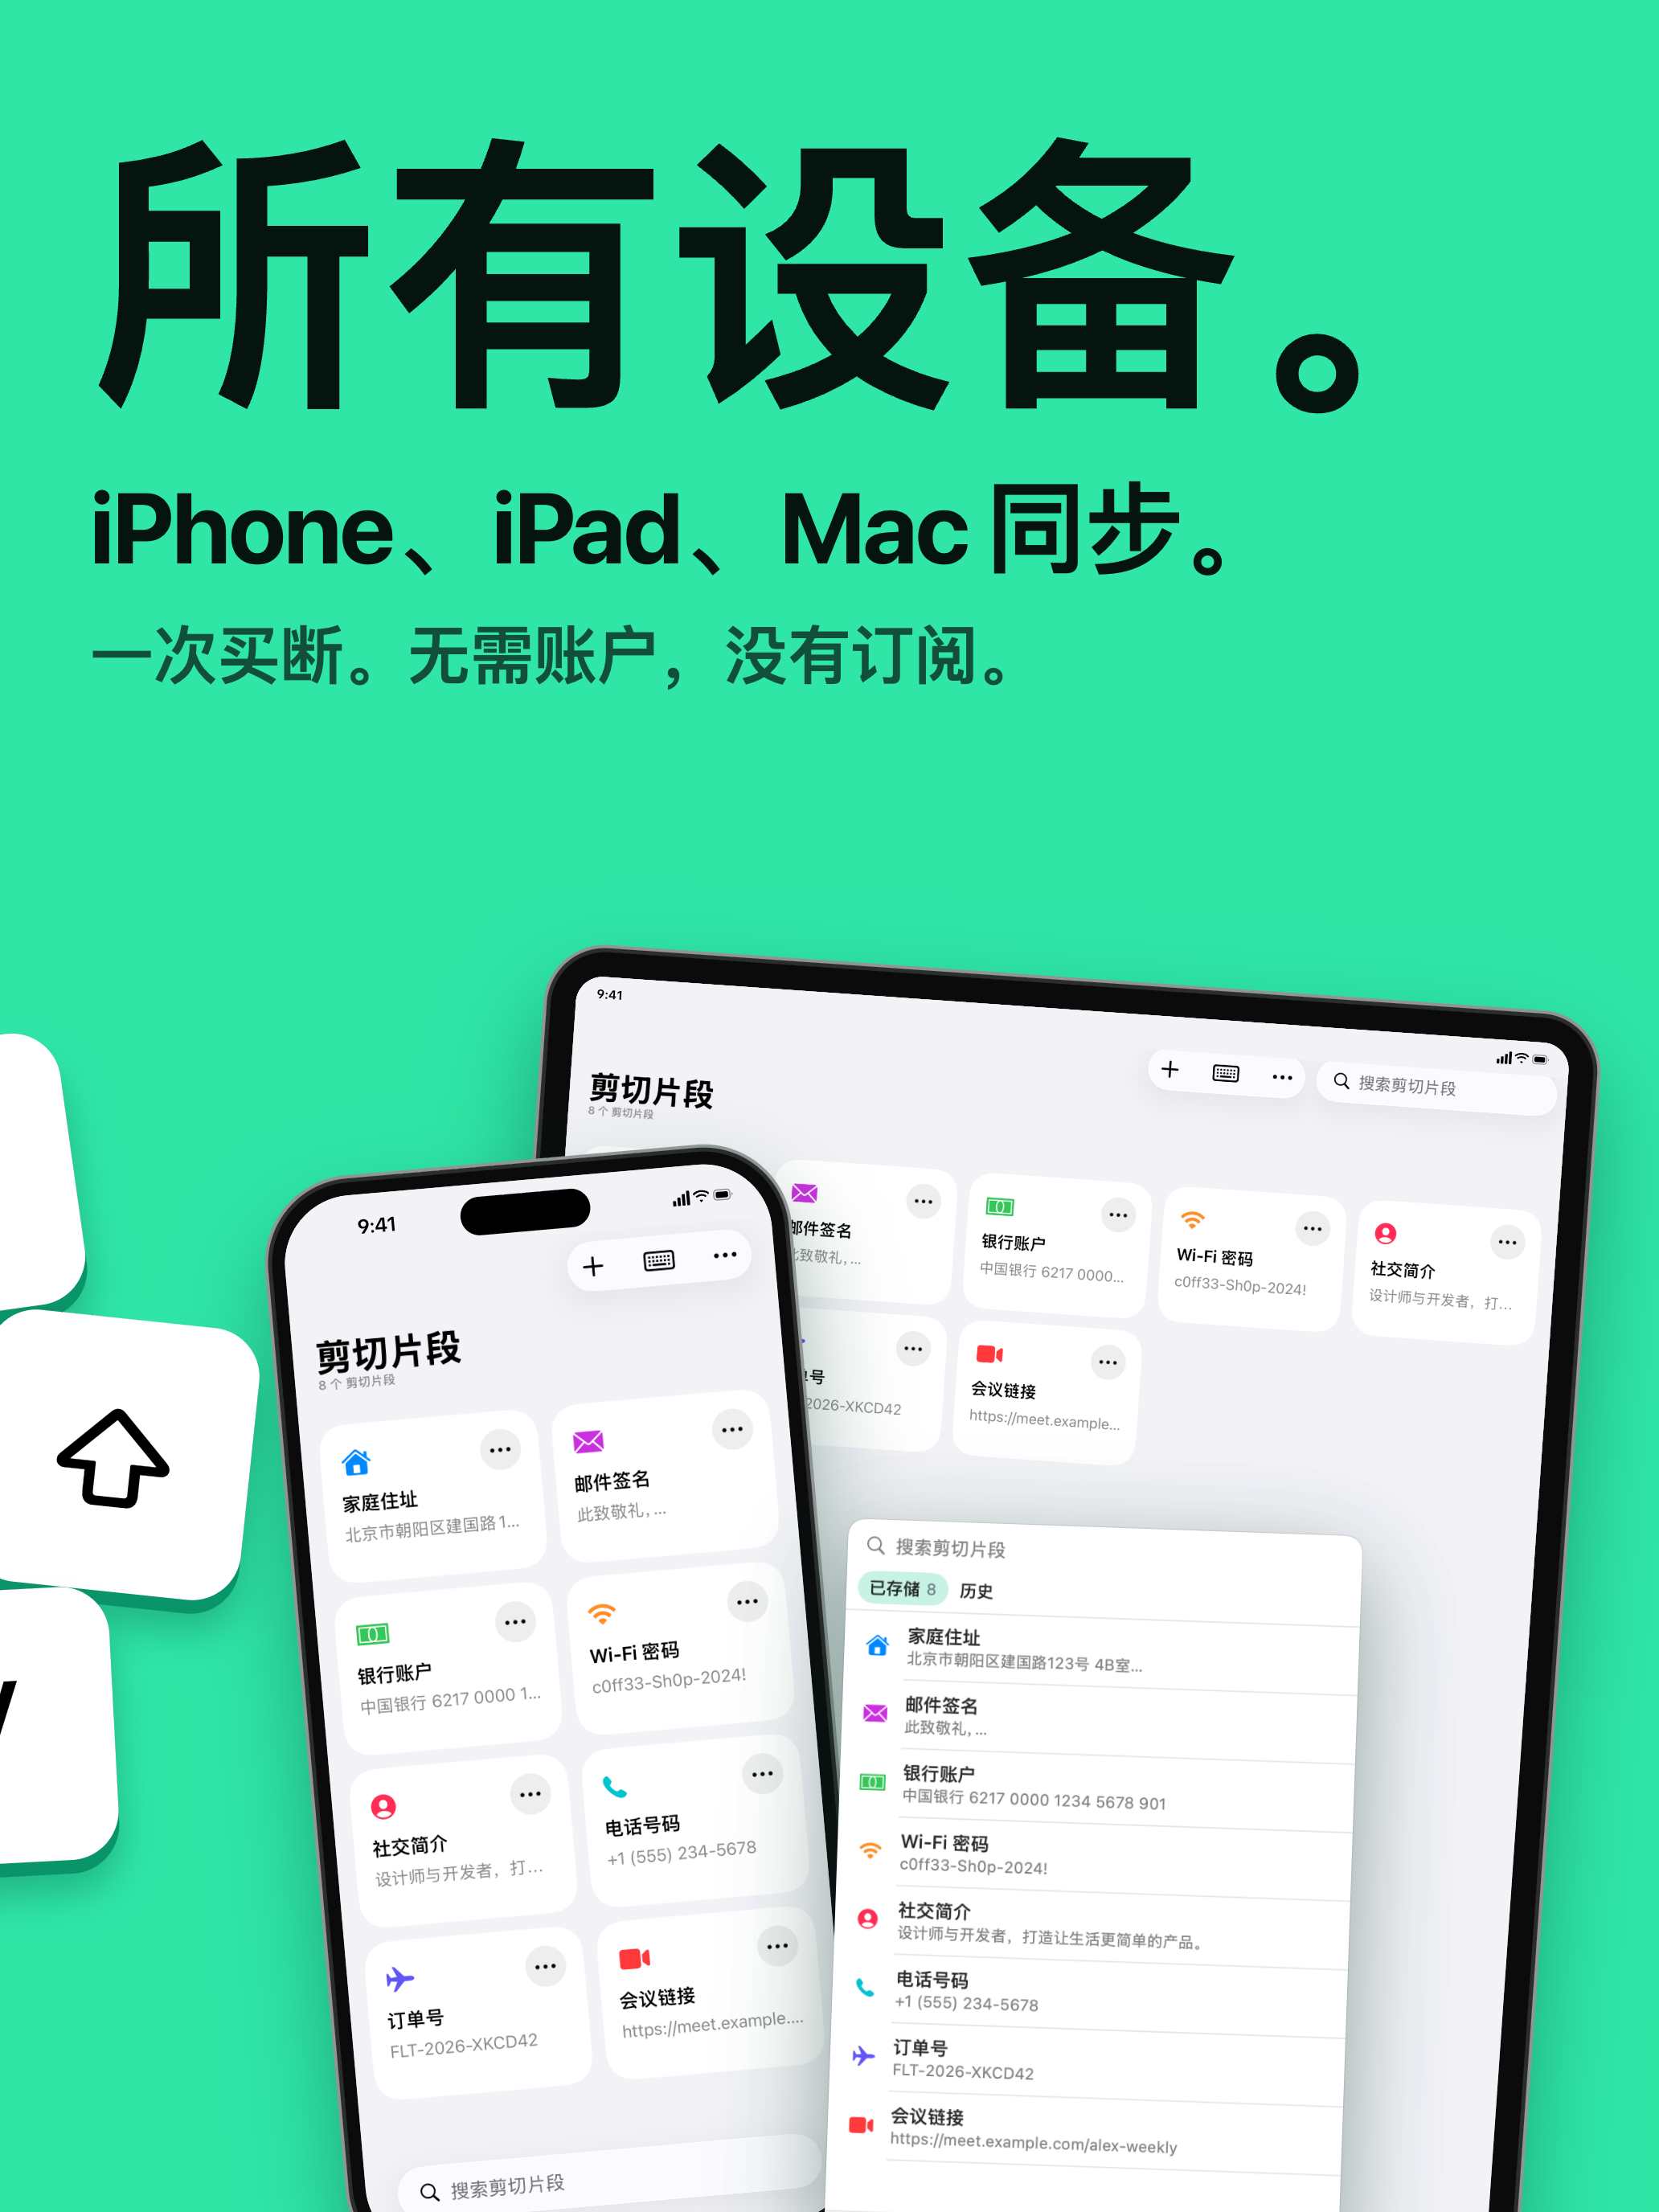 所有设备。
iPhone、iPad、Mac 同步。
一次买断。无需账户，没有订阅。
9:41
剪切片段
8 个 剪切片段
搜索剪切片段
邮件签名
此致敬礼，...
银行账户
中国银行 6217 0000...
Wi-Fi 密码
c0ff33-Sh0p-2024!
社交简介
设计师与开发者，打...
单号
2026-XKCD42
会议链接
https://meet.example...
9:41
剪切片段
8 个 剪切片段
家庭住址
北京市朝阳区建国路1...
邮件签名
此致敬礼，...
银行账户
中国银行 6217 0000 1...
Wi-Fi 密码
c0ff33-Sh0p-2024!
社交简介
设计师与开发者，打...
电话号码
+1 (555) 234-5678
订单号
FLT-2026-XKCD42
会议链接
https://meet.example....
搜索剪切片段
搜索剪切片段
已存储 8 历史
家庭住址
北京市朝阳区建国路123号 4B室...
邮件签名
此致敬礼，...
银行账户
中国银行 6217 0000 1234 5678 901
Wi-Fi 密码
c0ff33-Sh0p-2024!
社交简介
设计师与开发者，打造让生活更简单的产品。
电话号码
+1 (555) 234-5678
订单号
FLT-2026-XKCD42
会议链接
https://meet.example.com/alex-weekly